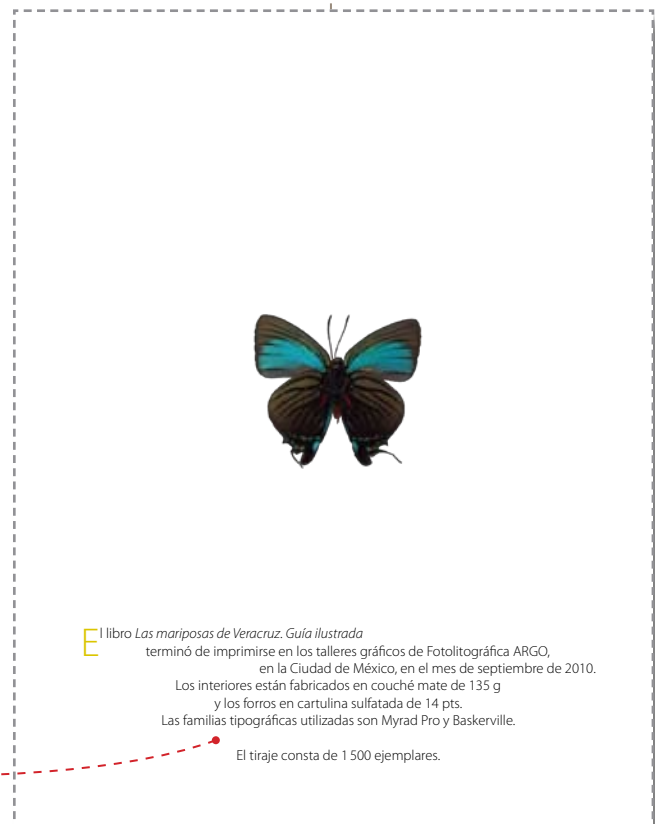 El libro Las mariposas de Veracruz. Guía ilustrada
terminó de imprimirse en los talleres gráficos de Fotolitográfica ARGO,
en la Ciudad de México, en el mes de septiembre de 2010.
Los interiores están fabricados en couché mate de 135 g
y los forros en cartulina sulfatada de 14 pts.
Las familias tipográficas utilizadas son Myrad Pro y Baskerville.
El tiraje consta de 1 500 ejemplares.